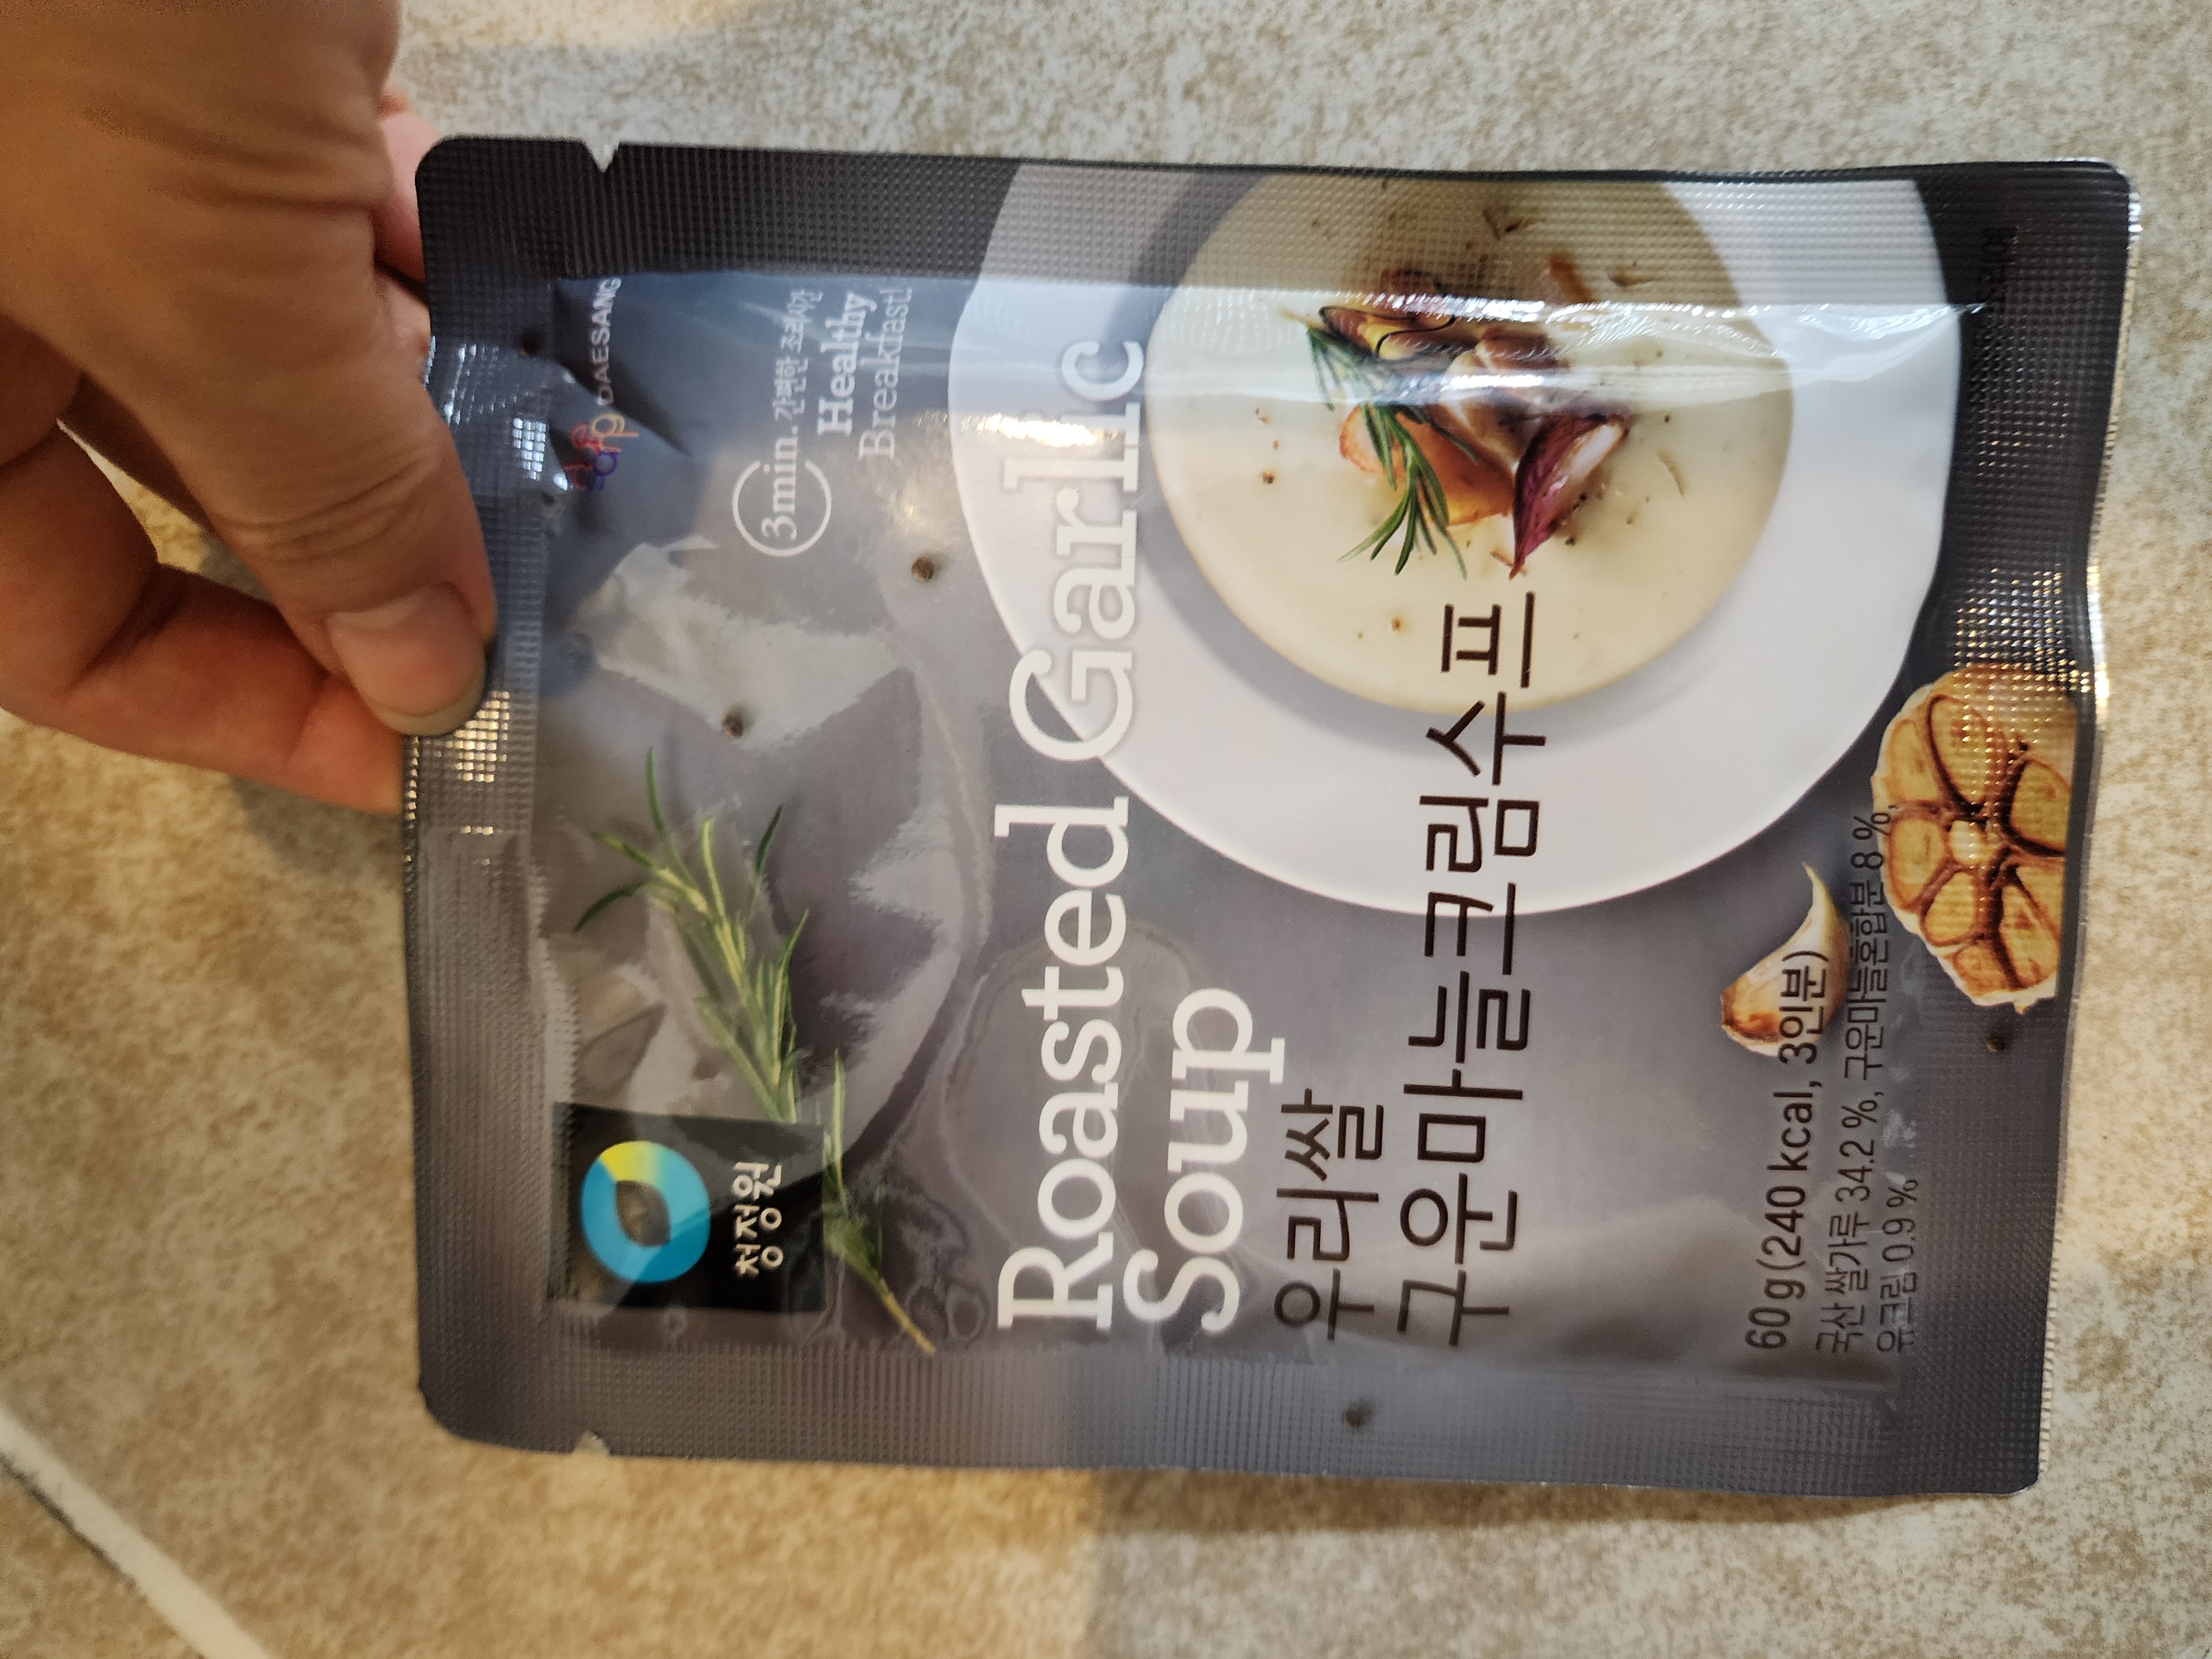 청정원
DAESANG
3min. 간편한 조리시간
Healthy
Breakfast!
Roasted Garlic
Soup
우리쌀
구운마늘크림수프
60 g (240 kcal, 3인분)
국산 쌀가루 34.2 %, 구운마늘혼합분 8 %,
유크림 0.9 %